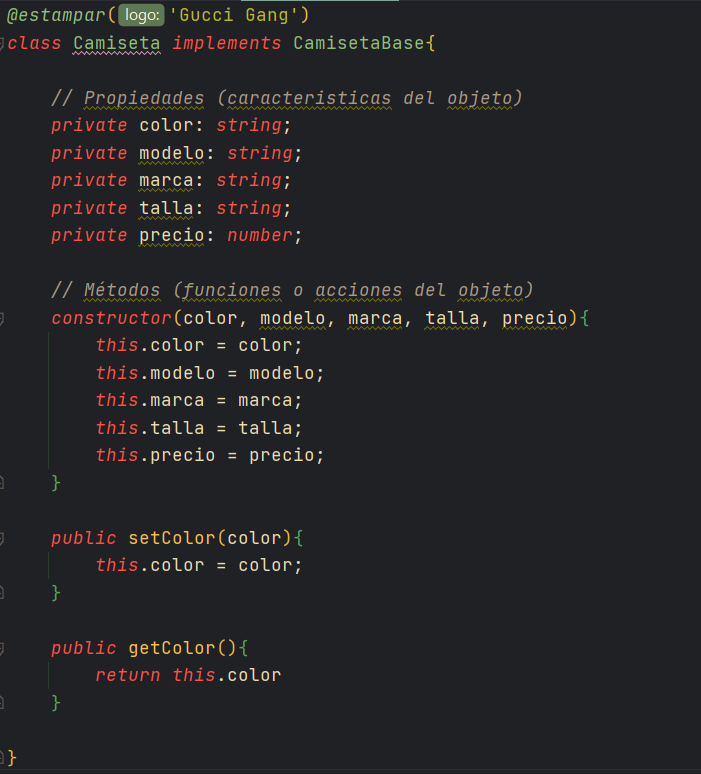 @estampar( logo: 'Gucci Gang')
class Camiseta implements CamisetaBase{
// Propiedades (caracteristicas del objeto)
private color: string;
private modelo: string;
private marca: string;
private talla: string;
private precio: number;
// Métodos (funciones o acciones del objeto)
constructor(color, modelo, marca, talla, precio){
this.color = color;
this.modelo = modelo;
this.marca = marca;
this.talla = talla;
this.precio = precio;
}
public setColor(color){
this.color = color;
}
public getColor(){
return this.color
}
}